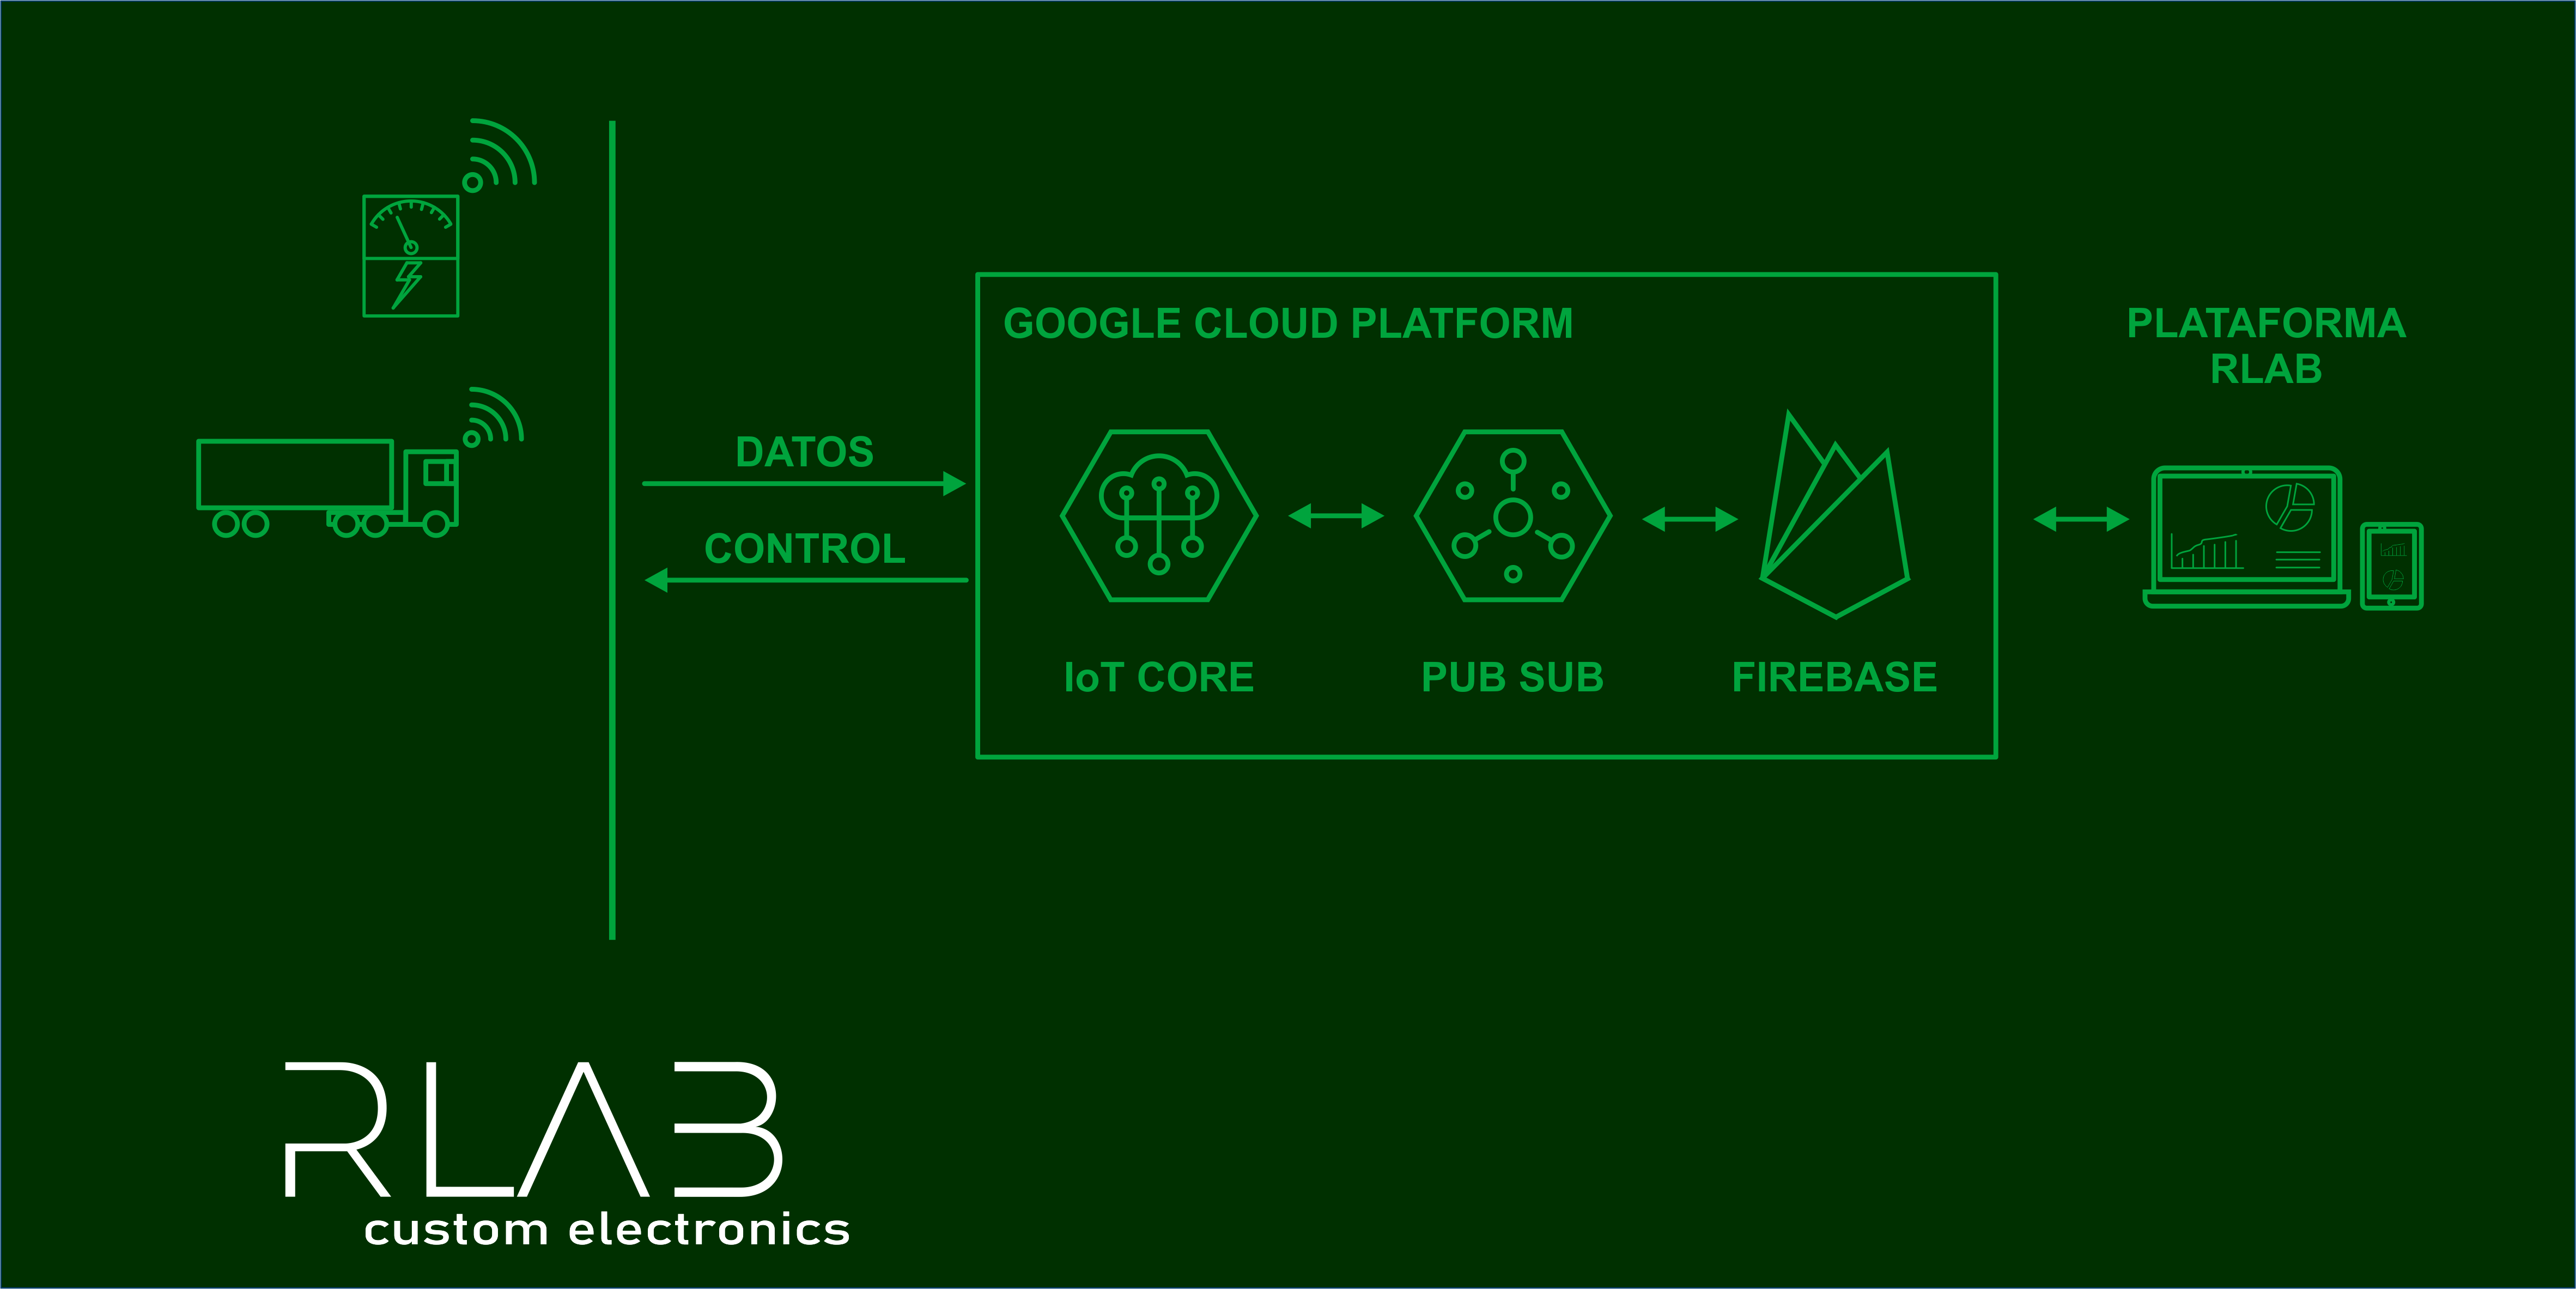 GOOGLE CLOUD PLATFORM
PLATAFORMA
RLAB
DATOS
CONTROL
IoT CORE
PUB SUB
FIREBASE
RLAB
custom electronics